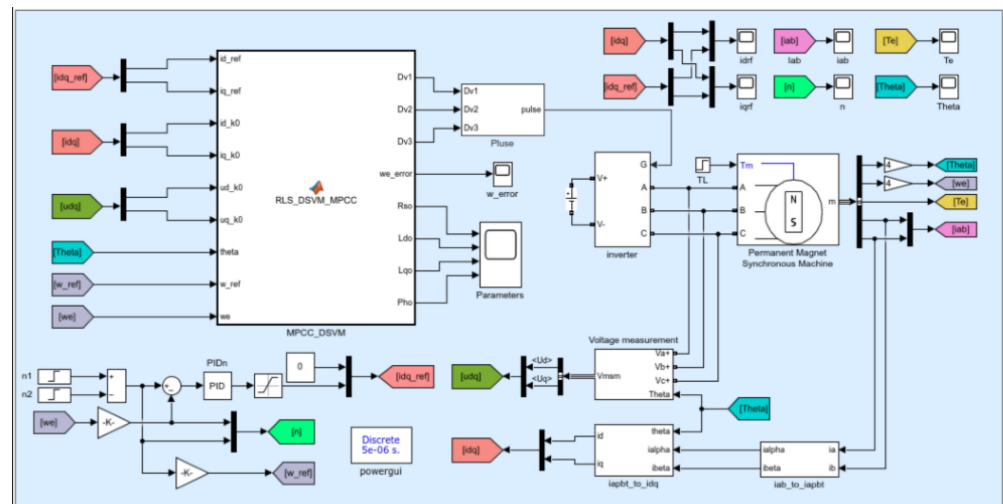 [idq_ref]
[idq]
[udq]
[Theta]
[w_ref]
[we]
id_ref
iq_ref
id_k0
iq_k0
ud_k0
uq_k0
theta
w_ref
we
RLS_DSVM_MPCC
Dv1
Dv2
Dv3
we_error
Rso
Ldo
Lqo
Pho
MPCC_DSVM
Dv1
Dv2
Dv3
pulse
Pluse
w_error
Parameters
[idq]
[idq_ref]
idrf
iqrf
[iab]
Iab
iab
[n]
n
[Te]
Te
[Theta]
Theta
V+
V-
G
A
B
C
inverter
TL
Tm
A
B
C
N
S
m
Permanent Magnet
Synchronous Machine
4
4
[Theta]
[we]
[Te]
[iab]
n1
n2
+
−
[we]
-K-
+
−
PIDn
PID
0
[idq_ref]
[n]
-K-
[w_ref]
Discrete
5e-06 s.
powergui
Voltage measurement
Va+
Vb+
Vc+
Theta
Vmsm
<Ud>
<Uq>
[udq]
[Theta]
[idq]
id
iq
theta
ialpha
ibeta
iapbt_to_idq
ialpha
ibeta
ia
ib
iab_to_iapbt